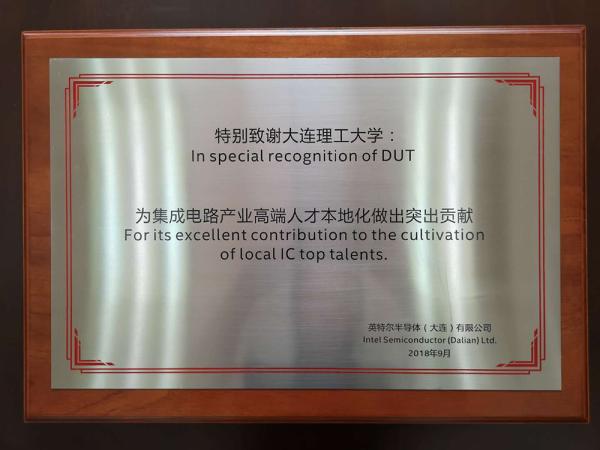 特别致谢大连理工大学：
In special recognition of DUT
为集成电路产业高端人才本地化做出突出贡献
For its excellent contribution to the cultivation
of local IC top talents.
英特尔半导体（大连）有限公司
Intel Semiconductor (Dalian) Ltd.
2018年9月